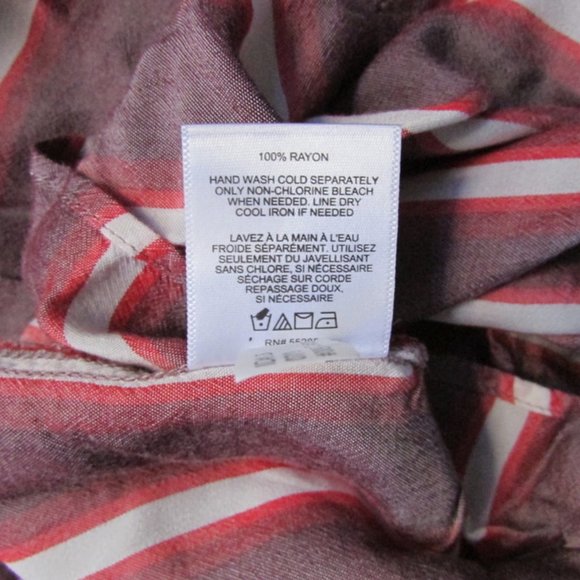 100% RAYON
HAND WASH COLD SEPARATELY
ONLY NON-CHLORINE BLEACH
WHEN NEEDED. LINE DRY
COOL IRON IF NEEDED
LAVEZ À LA MAIN À L'EAU
FROIDE SÉPARÉMENT. UTILISEZ
SEULEMENT DU JAVELLISANT
SANS CHLORE, SI NÉCESSAIRE
SÉCHAGE SUR CORDE
REPASSAGE DOUX,
SI NÉCESSAIRE
RN#